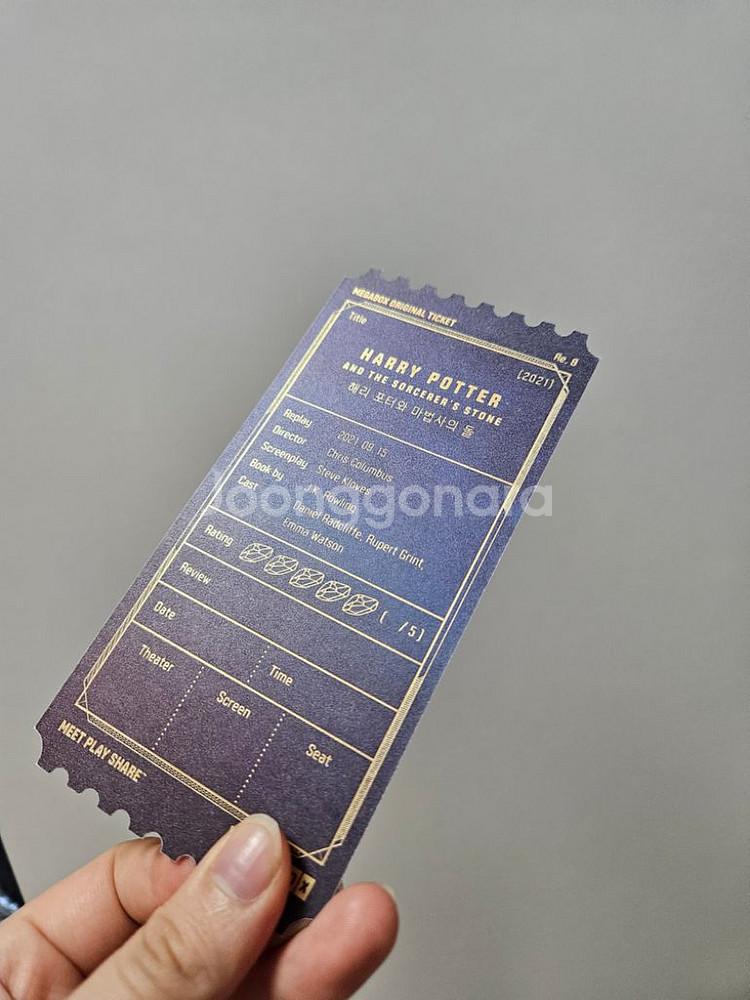 MEGABOX ORIGINAL TICKET
Re. 8
Title
(2021)
HARRY POTTER
AND THE SORCERER'S STONE
해리 포터와 마법사의 돌
Replay 2021 09 15
Director Chris Columbus
Screenplay Steve Kloves
Book by J.K. Rowling
Cast Daniel Radcliffe, Rupert Grint,
Emma Watson
Rating ( /5)
Review
Date
Time
Theater
Screen
Seat
MEET PLAY SHARE
X
joonggonara